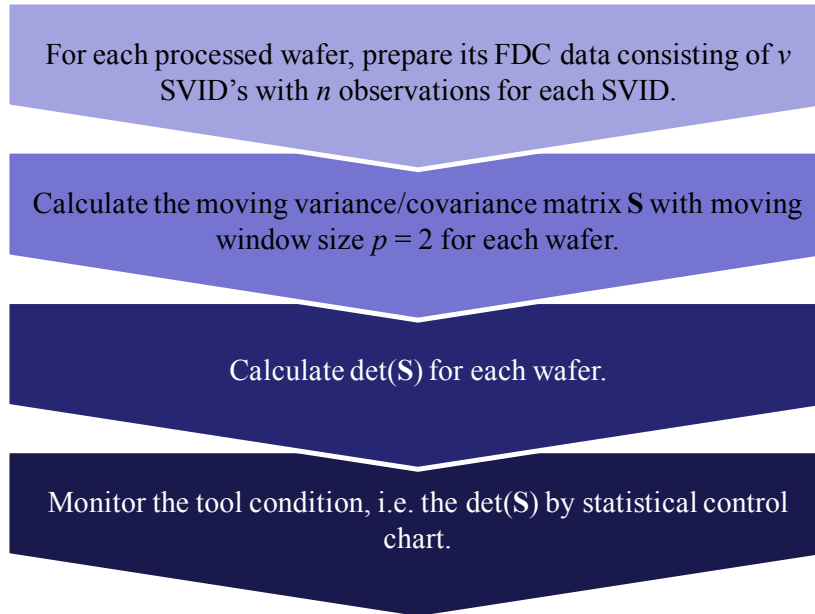 For each processed wafer, prepare its FDC data consisting of v
SVID's with n observations for each SVID.
Calculate the moving variance/covariance matrix S with moving
window size p = 2 for each wafer.
Calculate det(S) for each wafer.
Monitor the tool condition, i.e. the det(S) by statistical control
chart.